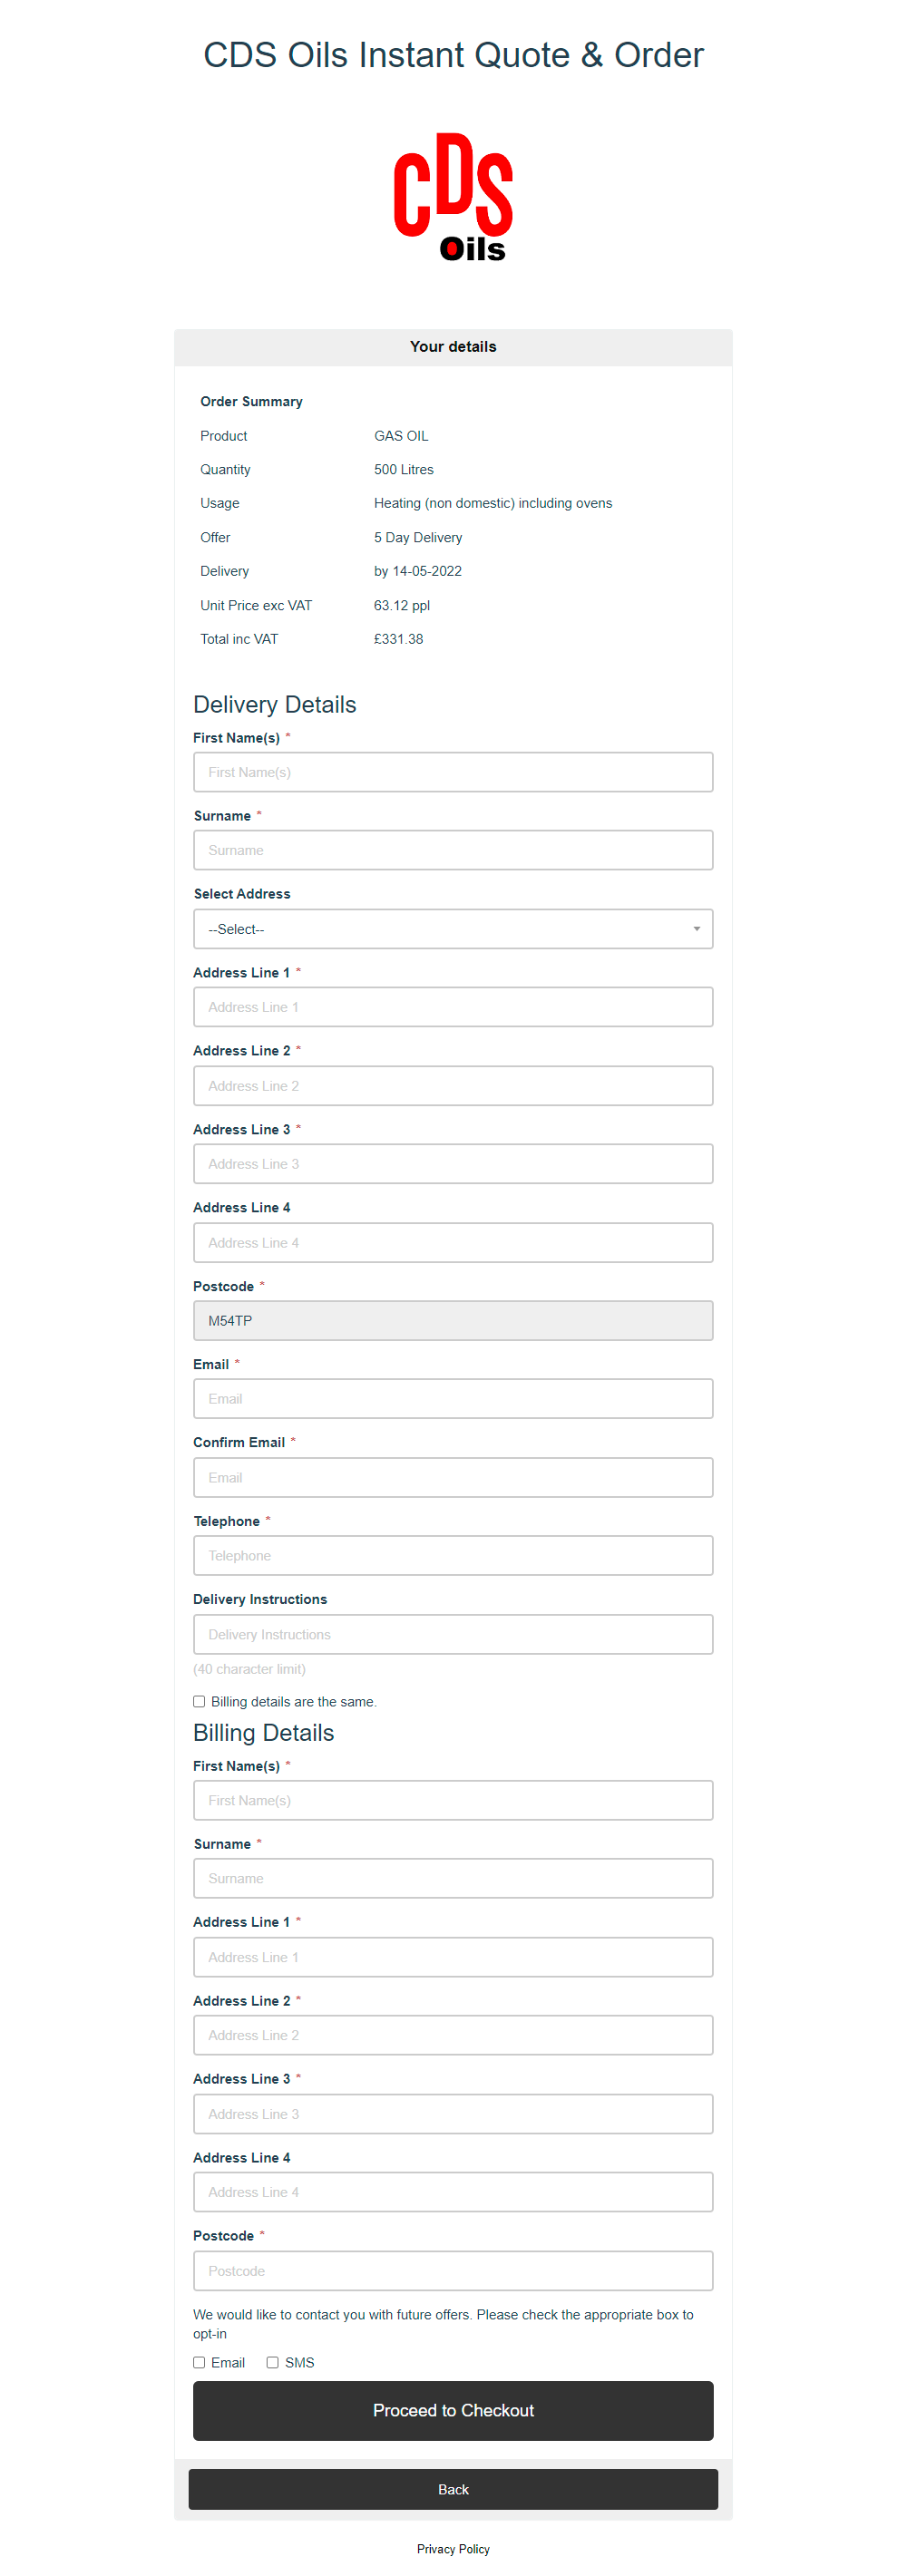 CDS Oils Instant Quote & Order
CDS
Oils
Your details
Order Summary
Product GAS OIL
Quantity 500 Litres
Usage Heating (non domestic) including ovens
Offer 5 Day Delivery
Delivery by 14-05-2022
Unit Price exc VAT 63.12 ppl
Total inc VAT £331.38
Delivery Details
First Name(s) *
First Name(s)
Surname *
Surname
Select Address
--Select--
Address Line 1 *
Address Line 1
Address Line 2 *
Address Line 2
Address Line 3 *
Address Line 3
Address Line 4
Address Line 4
Postcode *
M54TP
Email *
Email
Confirm Email *
Email
Telephone *
Telephone
Delivery Instructions
Delivery Instructions
(40 character limit)
Billing details are the same.
Billing Details
First Name(s) *
First Name(s)
Surname *
Surname
Address Line 1 *
Address Line 1
Address Line 2 *
Address Line 2
Address Line 3 *
Address Line 3
Address Line 4
Address Line 4
Postcode *
Postcode
We would like to contact you with future offers. Please check the appropriate box to
opt-in
Email SMS
Proceed to Checkout
Back
Privacy Policy